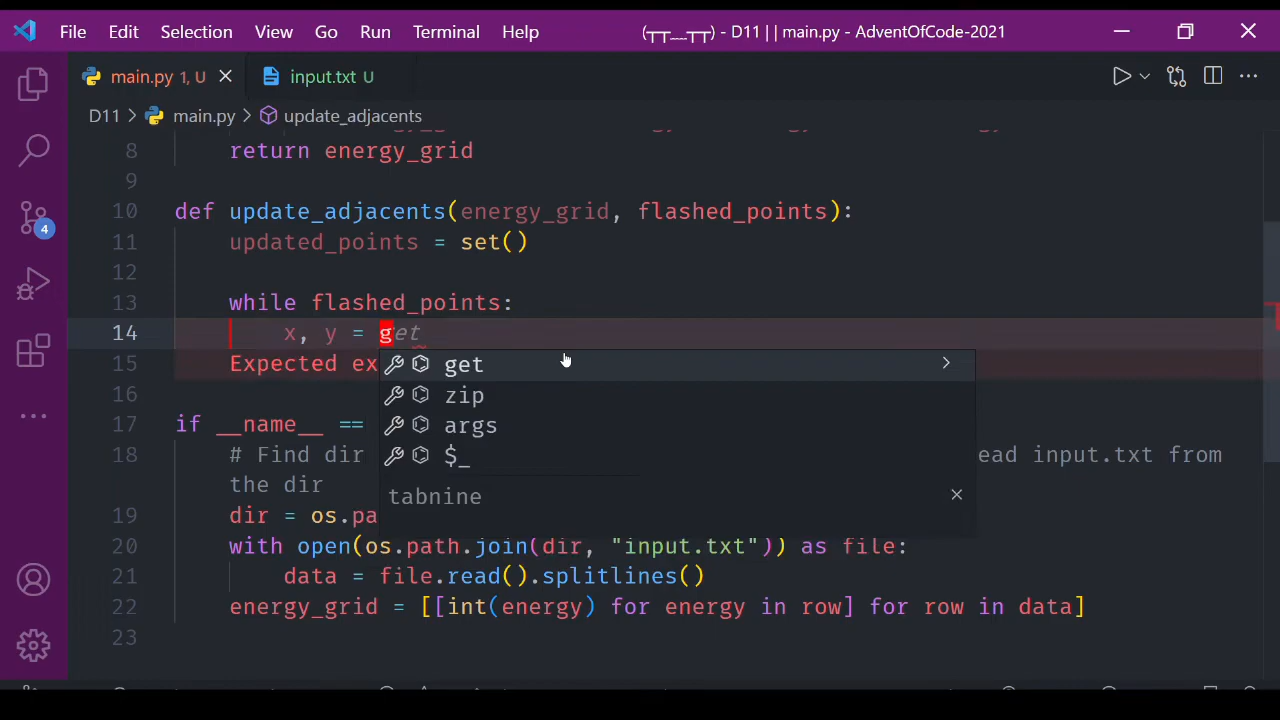 File Edit Selection View Go Run Terminal Help (┬┬﹏┬┬) - D11 || main.py - AdventOfCode-2021
main.py 1, U input.txt U
D11 > main.py > update_adjacents
8 return energy_grid
9
10 def update_adjacents(energy_grid, flashed_points):
11 updated_points = set()
12
13 while flashed_points:
14 x, y = get
15 Expected ex
get
16
zip
17 if __name__ ==
args
18 # Find dir ead input.txt from
$_
the dir
tabnine
19 dir = os.pa
20 with open(os.path.join(dir, "input.txt")) as file:
21 data = file.read().splitlines()
22 energy_grid = [[int(energy) for energy in row] for row in data]
23
4